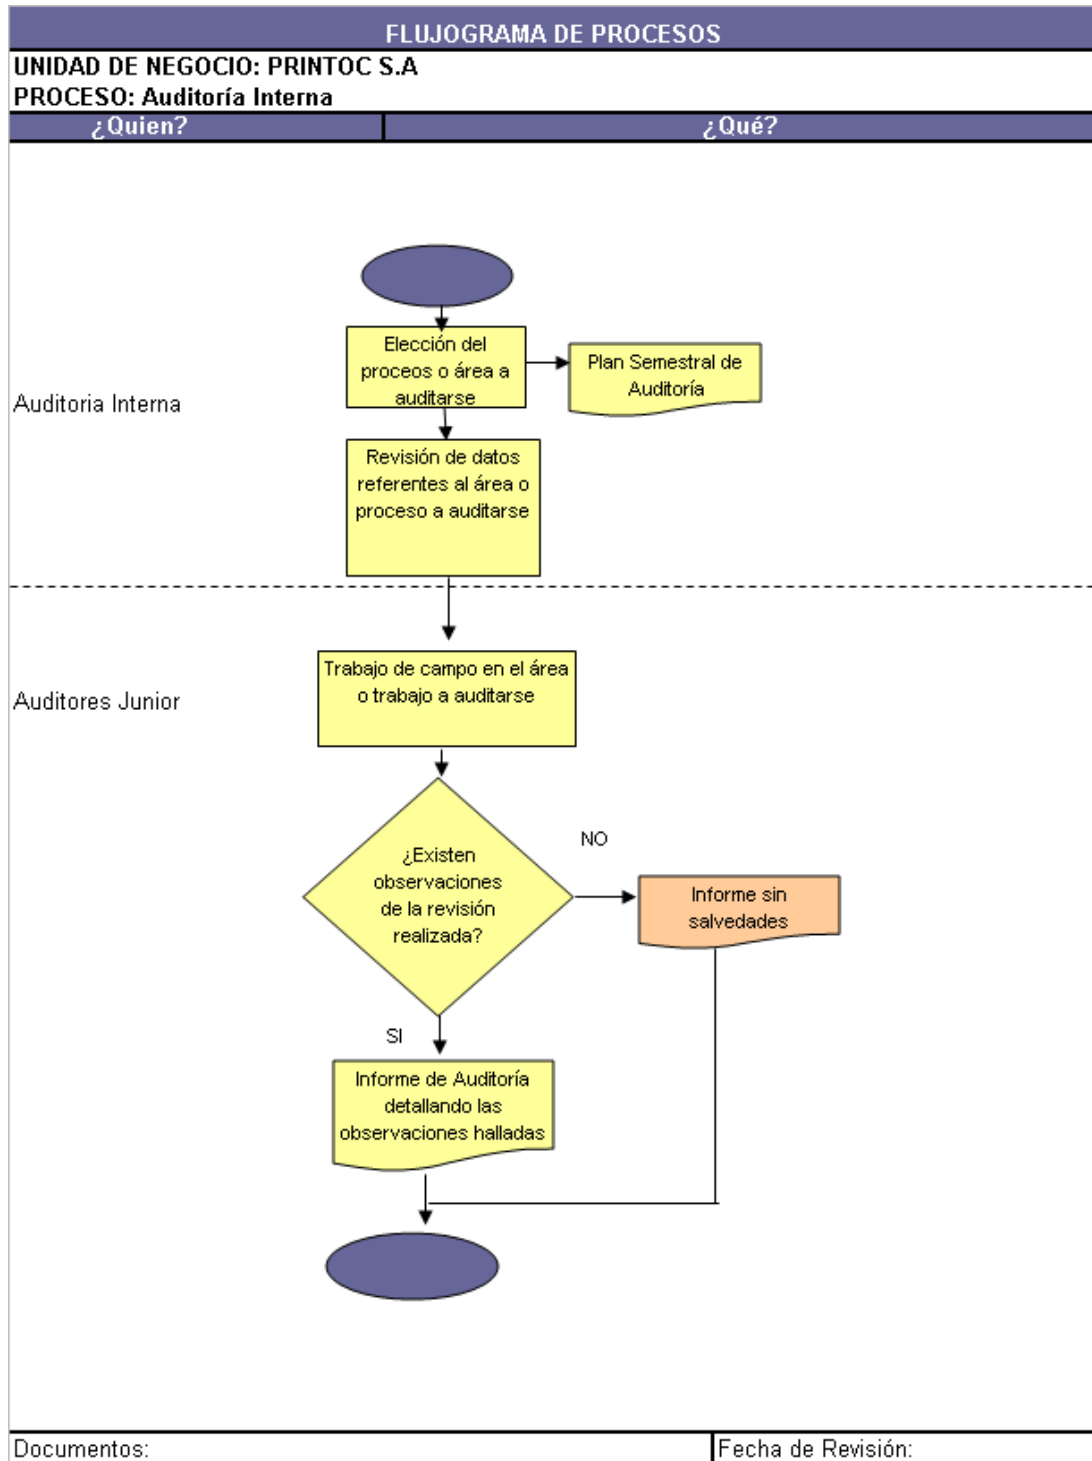 FLUJOGRAMA DE PROCESOS
UNIDAD DE NEGOCIO: PRINTOC S.A
PROCESO: Auditoría Interna
¿Quien?
¿Qué?
Elección del
proceos o área a
auditarse
Plan Semestral de
Auditoría
Auditoria Interna
Revisión de datos
referentes al área o
proceso a auditarse
Trabajo de campo en el área
o trabajo a auditarse
Auditores Junior
¿Existen
observaciones
de la revisión
realizada?
NO
Informe sin
salvedades
SI
Informe de Auditoría
detallando las
observaciones halladas
Documentos:
Fecha de Revisión: